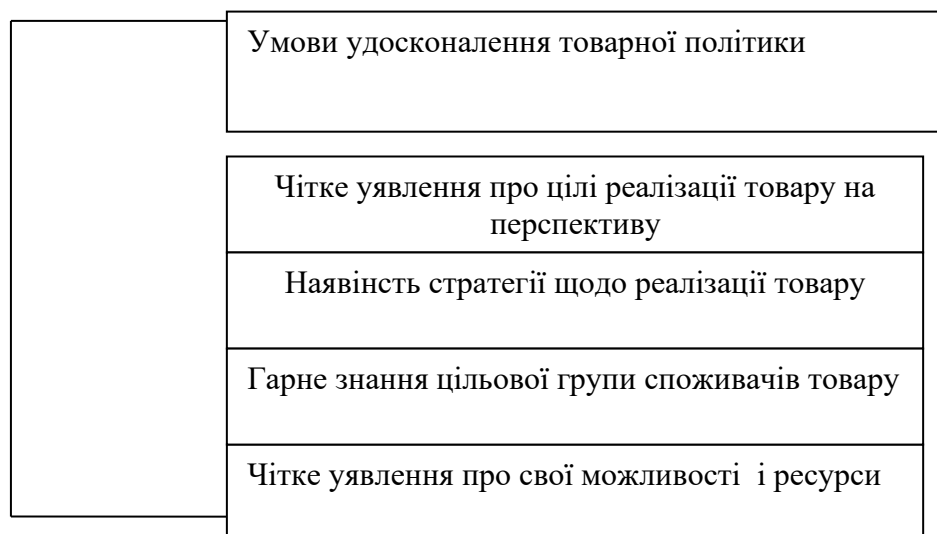 Умови удосконалення товарної політики
Чітке уявлення про цілі реалізації товару на
перспективу
Наявінсть стратегії щодо реалізації товару
Гарне знання цільової групи споживачів товару
Чітке уявлення про свої можливості  і ресурси